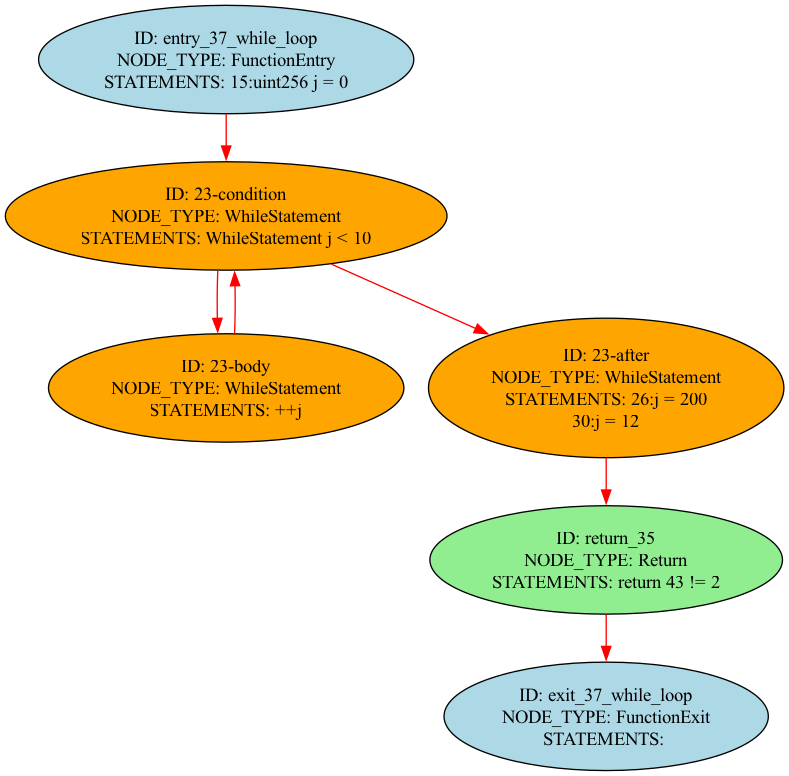 ID: entry_37_while_loop
NODE_TYPE: FunctionEntry
STATEMENTS: 15:uint256 j = 0
ID: 23-condition
NODE_TYPE: WhileStatement
STATEMENTS: WhileStatement j < 10
ID: 23-body
NODE_TYPE: WhileStatement
STATEMENTS: ++j
ID: 23-after
NODE_TYPE: WhileStatement
STATEMENTS: 26:j = 200
30:j = 12
ID: return_35
NODE_TYPE: Return
STATEMENTS: return 43 != 2
ID: exit_37_while_loop
NODE_TYPE: FunctionExit
STATEMENTS: